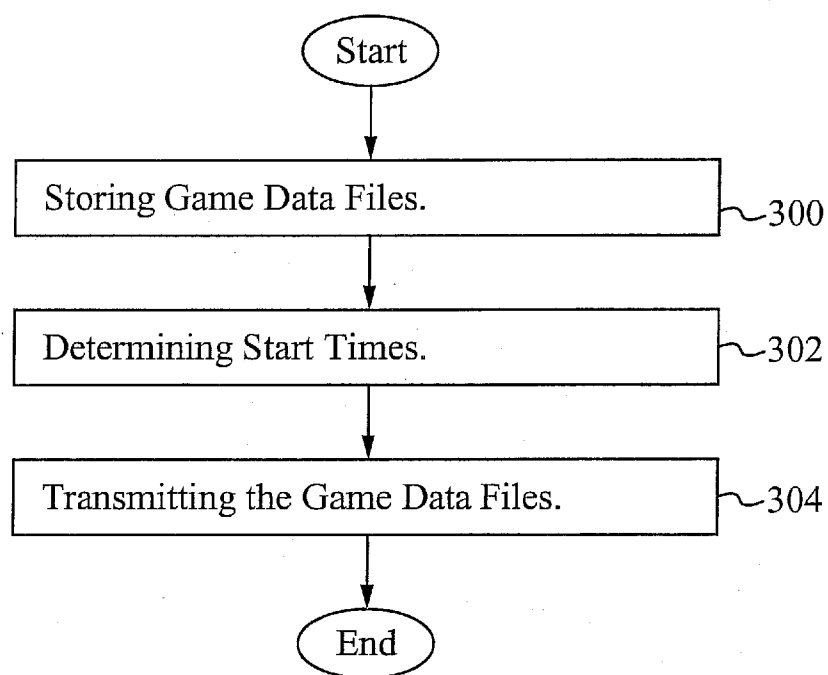 Start
Storing Game Data Files.
300
Determining Start Times.
302
Transmitting the Game Data Files.
304
End